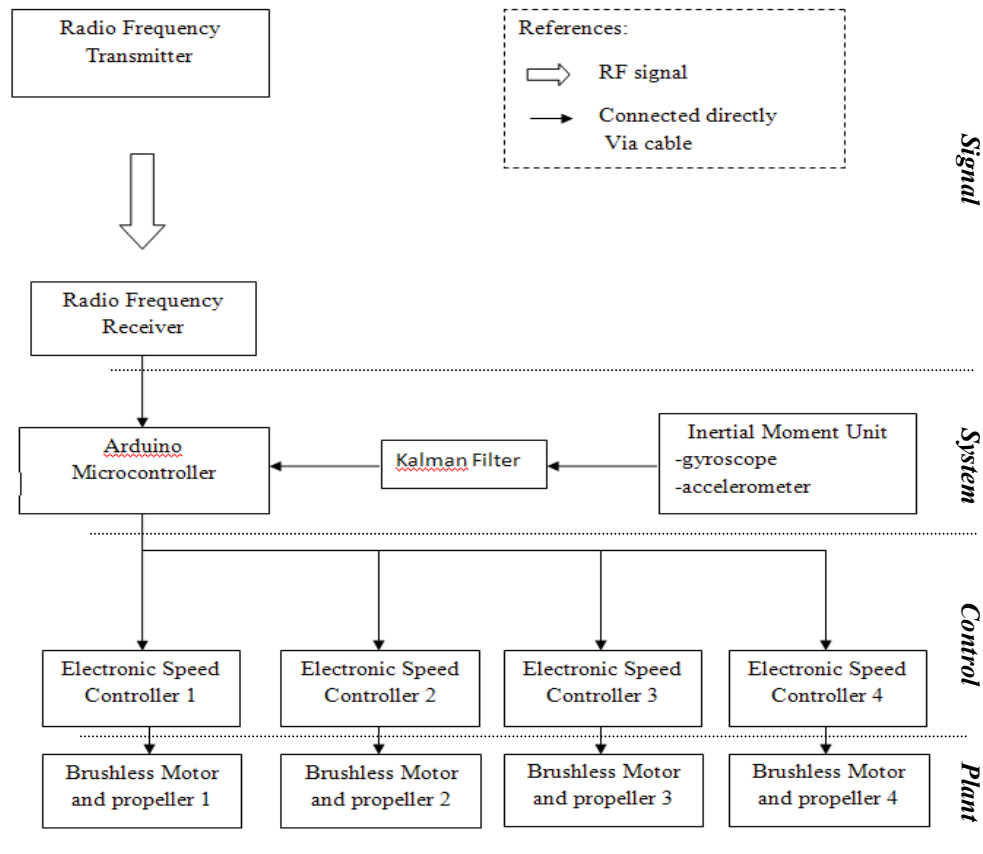 Radio Frequency
Transmitter
References:
RF signal
Connected directly
Via cable
Signal
Radio Frequency
Receiver
Arduino
Microcontroller
Kalman Filter
Inertial Moment Unit
-gyroscope
-accelerometer
System
Electronic Speed
Controller 1
Electronic Speed
Controller 2
Electronic Speed
Controller 3
Electronic Speed
Controller 4
Control
Brushless Motor
and propeller 1
Brushless Motor
and propeller 2
Brushless Motor
and propeller 3
Brushless Motor
and propeller 4
Plant